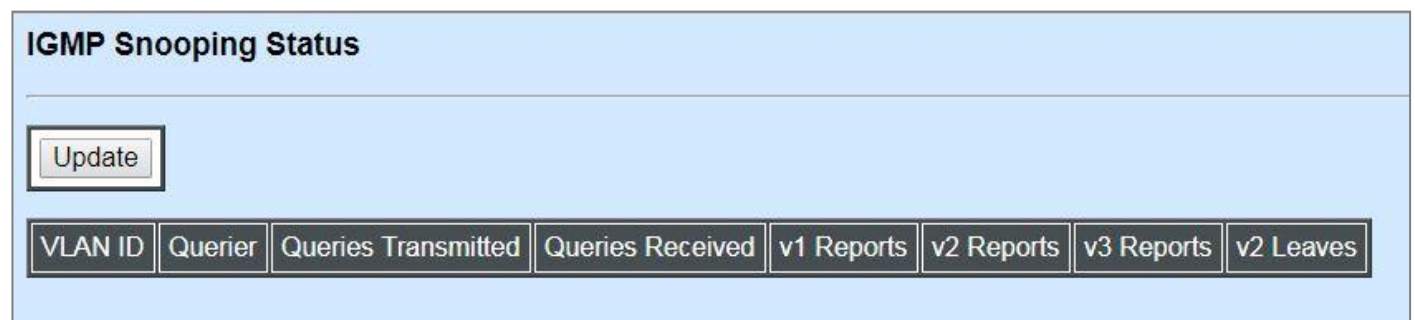 IGMP Snooping Status
Update
VLAN ID Querier Queries Transmitted Queries Received v1 Reports v2 Reports v3 Reports v2 Leaves